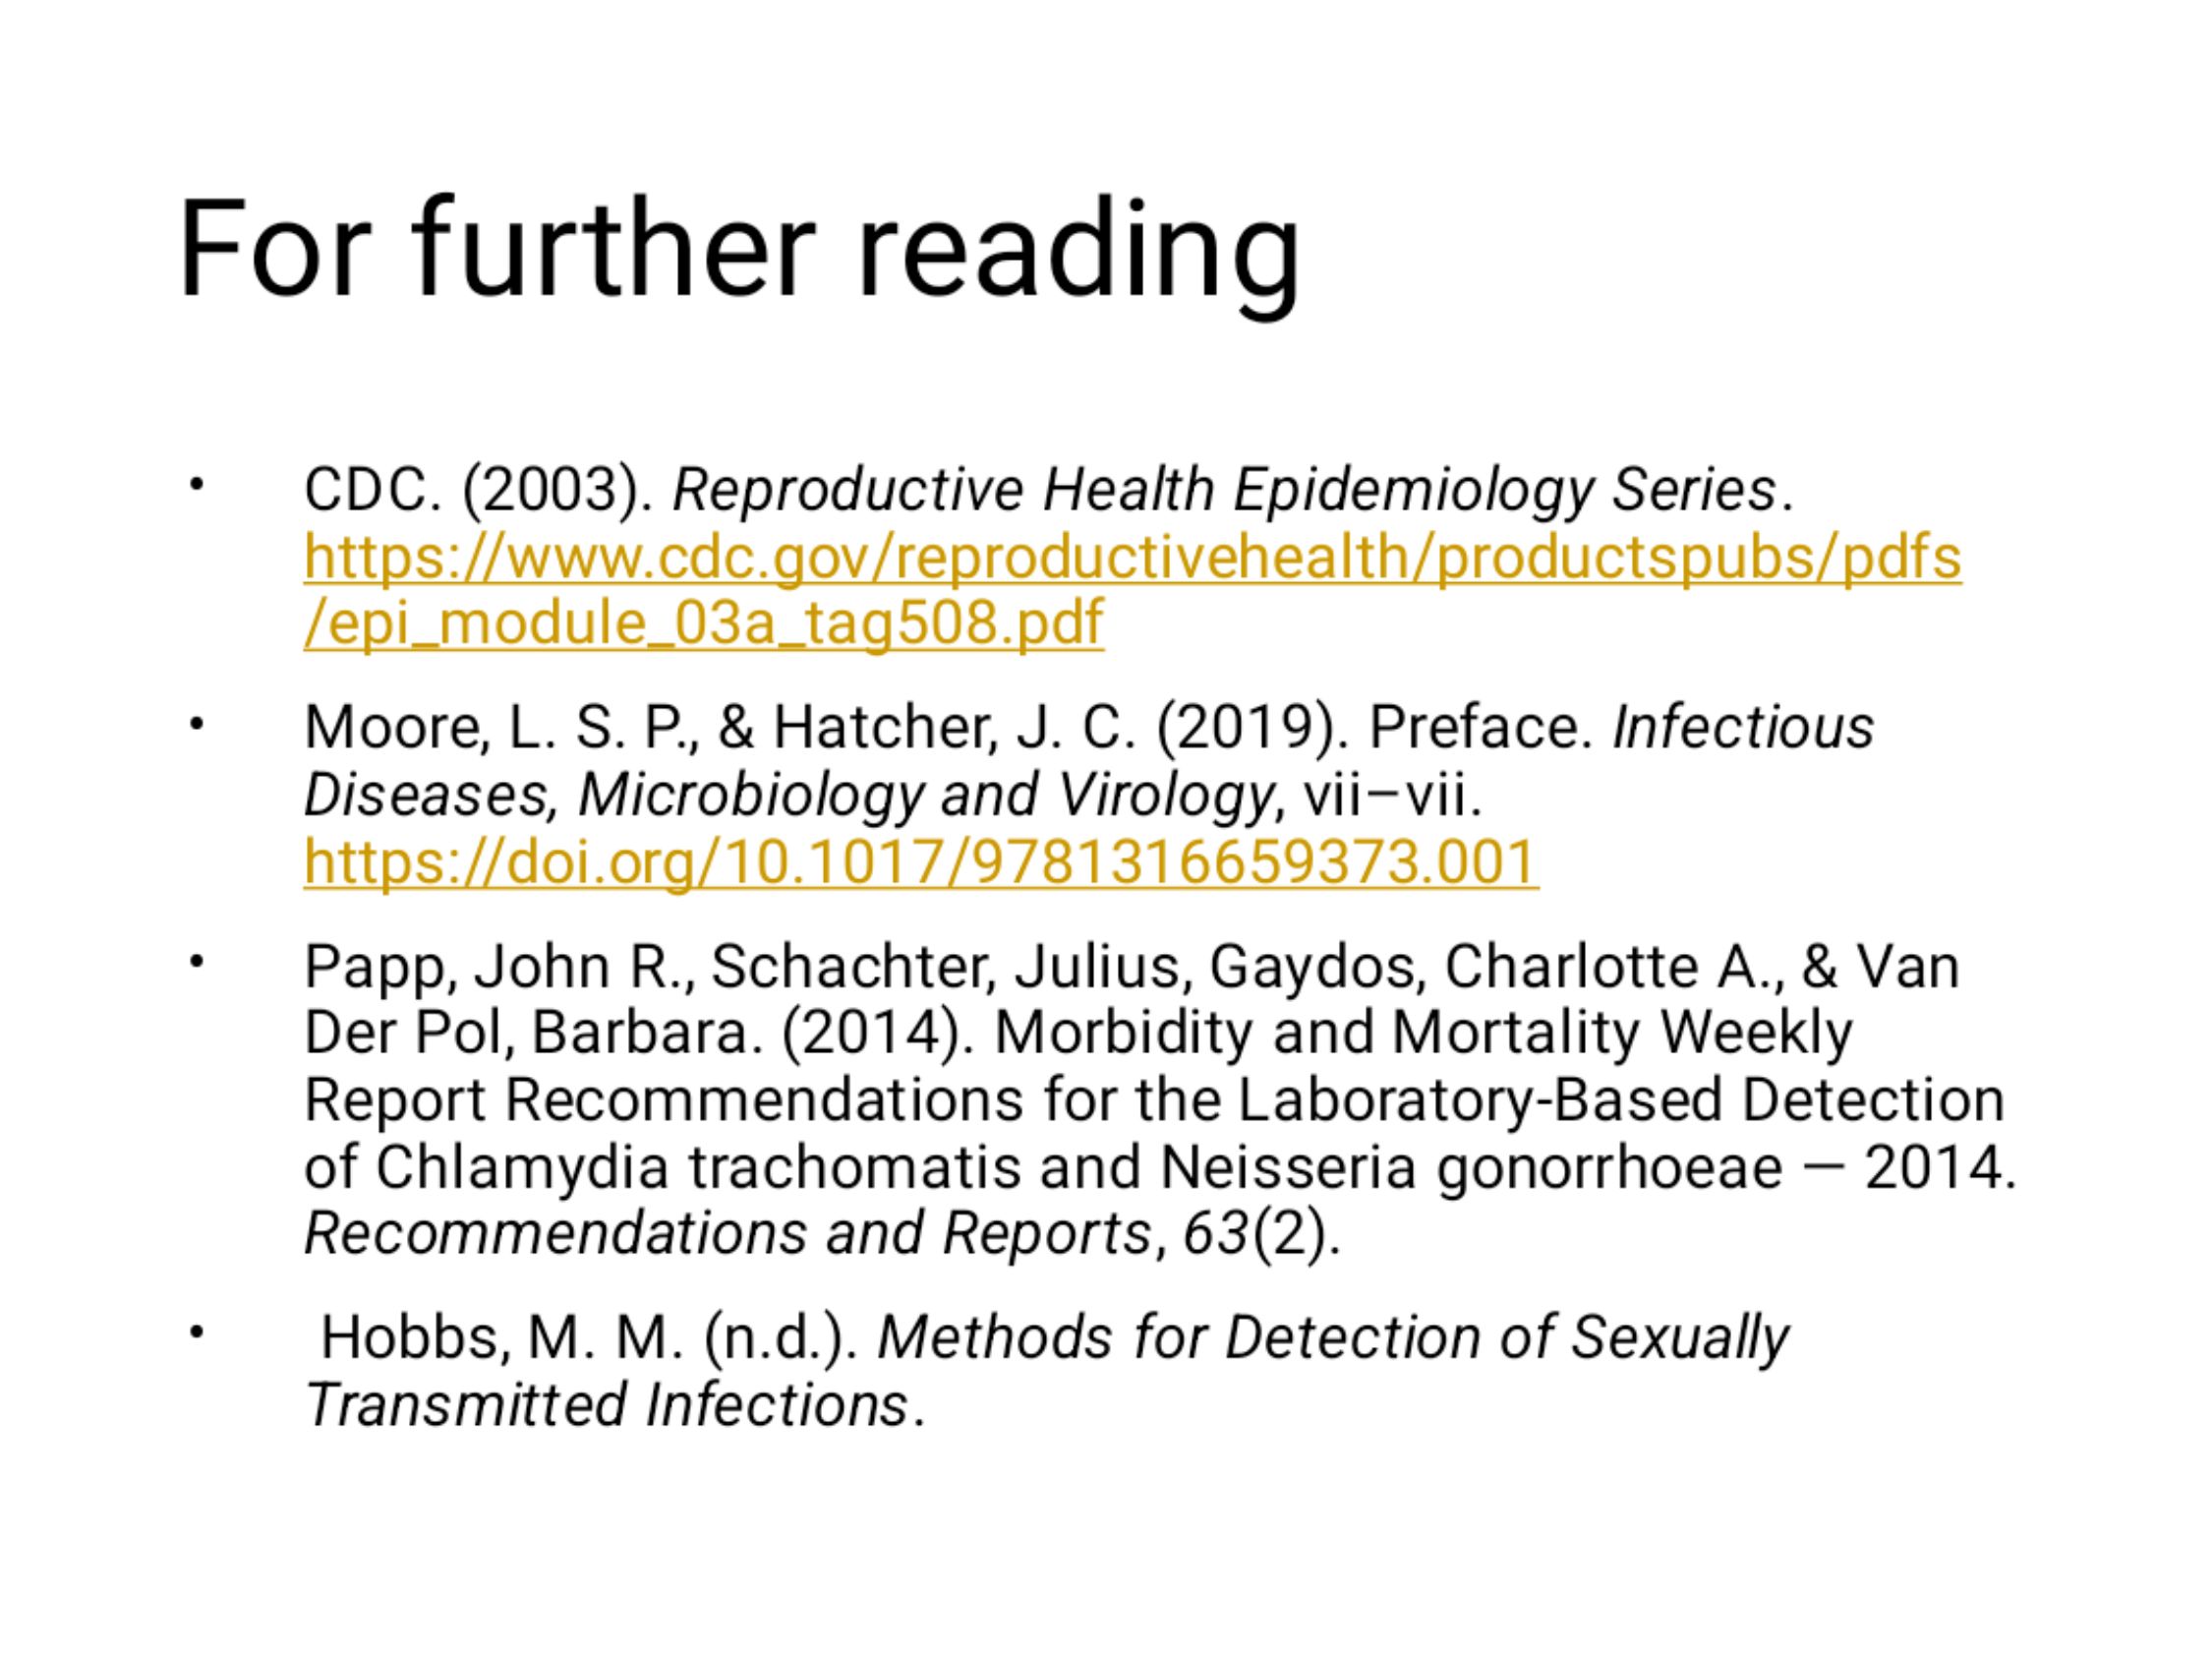 For further reading
• CDC. (2003). Reproductive Health Epidemiology Series.
https://www.cdc.gov/reproductivehealth/productspubs/pdfs
/epi_module_03a_tag508.pdf
• Moore, L. S. P., & Hatcher, J. C. (2019). Preface. Infectious
Diseases, Microbiology and Virology, vii–vii.
https://doi.org/10.1017/9781316659373.001
• Papp, John R., Schachter, Julius, Gaydos, Charlotte A., & Van
Der Pol, Barbara. (2014). Morbidity and Mortality Weekly
Report Recommendations for the Laboratory-Based Detection
of Chlamydia trachomatis and Neisseria gonorrhoeae — 2014.
Recommendations and Reports, 63(2).
• Hobbs, M. M. (n.d.). Methods for Detection of Sexually
Transmitted Infections.